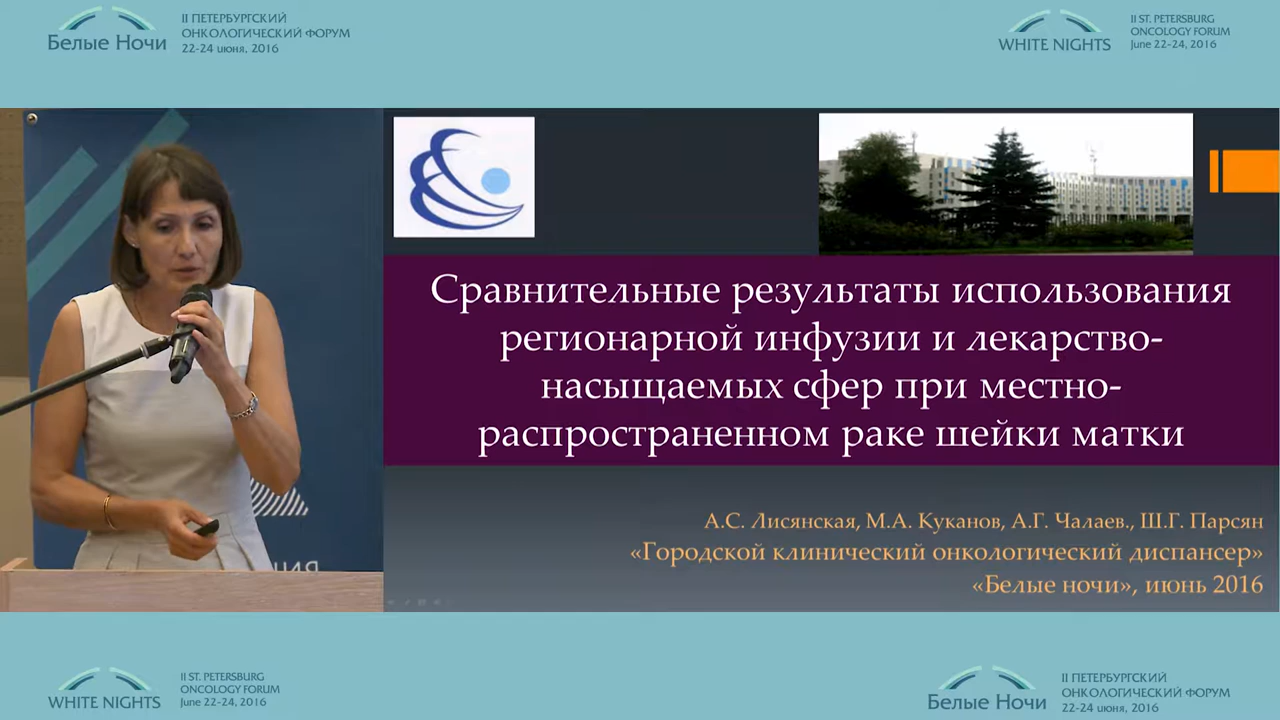 Белые Ночи
II ПЕТЕРБУРГСКИЙ
ОНКОЛОГИЧЕСКИЙ ФОРУМ
22-24 июня, 2016
WHITE NIGHTS
II ST. PETERSBURG
ONCOLOGY FORUM
June 22-24, 2016
Сравнительные результаты использования
регионарной инфузии и лекарство-
насыщаемых сфер при местно-
распространенном раке шейки матки
А.С. Лисянская, М.А. Куканов, А.Г. Чалаев., Ш.Г. Парсян
«Городской клинический онкологический диспансер»
«Белые ночи», июнь 2016
WHITE NIGHTS
II ST. PETERSBURG
ONCOLOGY FORUM
June 22-24, 2016
Белые Ночи
II ПЕТЕРБУРГСКИЙ
ОНКОЛОГИЧЕСКИЙ ФОРУМ
22-24 июня, 2016